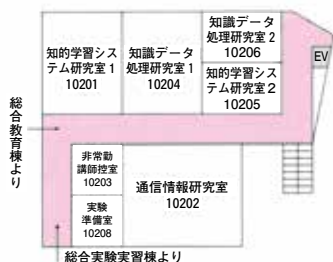 知的学習シス
テム研究室1
10201
知識データ
処理研究室1
10204
知識データ
処理研究室2
10206
知的学習シス
テム研究室2
10205
EV
総合教育棟より
非常勤
講師控室
10203
実験
準備室
10208
通信情報研究室
10202
総合実験実習棟より